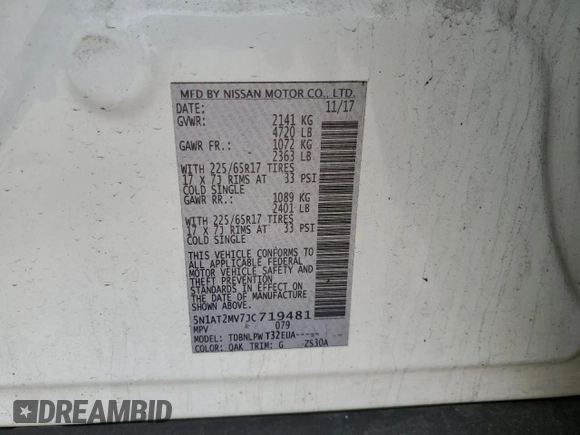 MFD BY NISSAN MOTOR CO., LTD.
DATE: 11/17
GVWR: 2141 KG
4720 LB
GAWR FR.: 1072 KG
2363 LB
WITH 225/65R17 TIRES
17 X 7J RIMS AT 33 PSI
COLD SINGLE
GAWR RR.: 1089 KG
2401 LB
WITH 225/65R17 TIRES
17 X 7J RIMS AT 33 PSI
COLD SINGLE
THIS VEHICLE CONFORMS TO
ALL APPLICABLE FEDERAL
MOTOR VEHICLE SAFETY AND
THEFT PREVENTION
STANDARDS IN EFFECT ON
THE DATE OF MANUFACTURE
SHOWN ABOVE.
5N1AT2MV7JC719481
MPV 079
MODEL: TDBNLPWT32EUA-----
COLOR: QAK TRIM: G ZS30A
DREAMBID